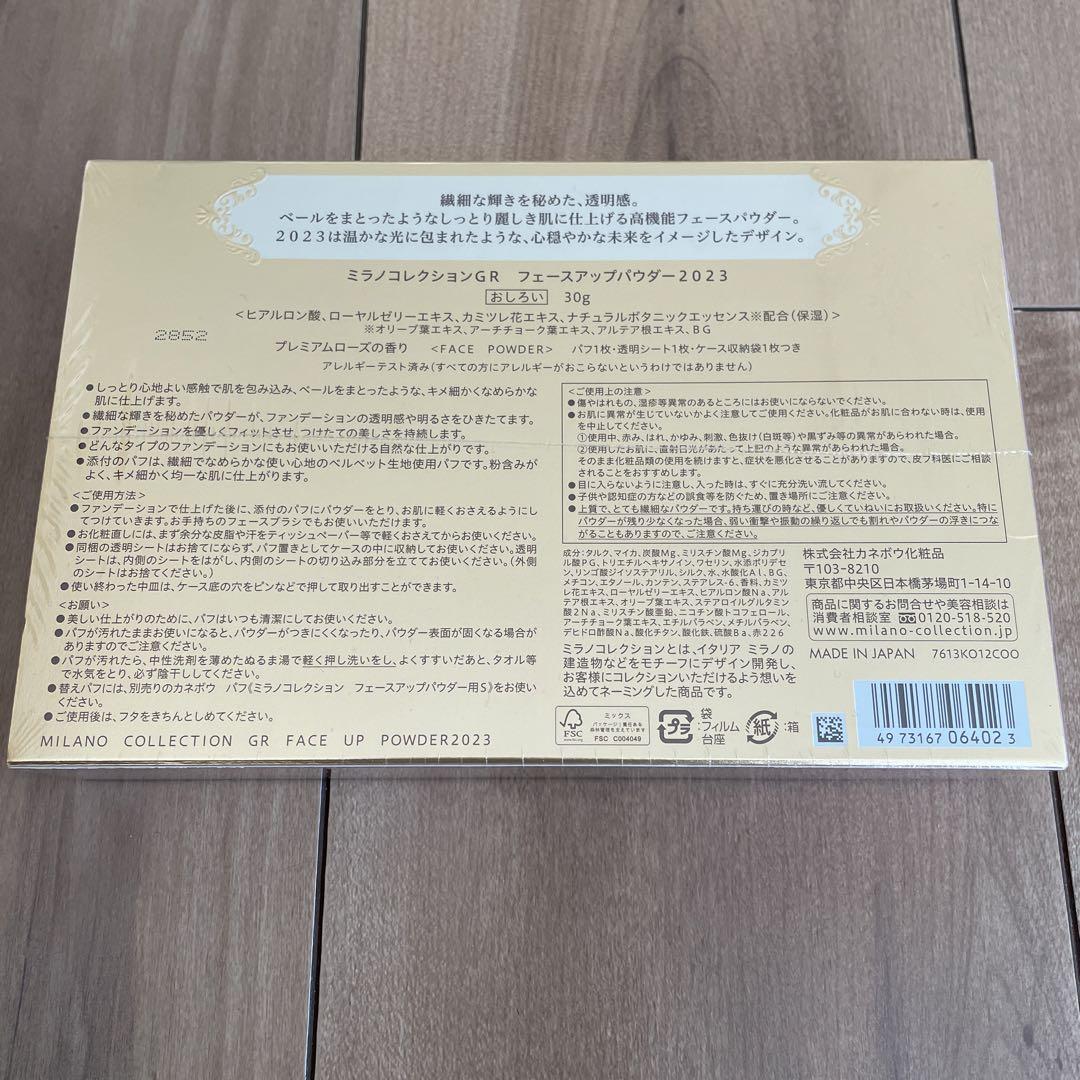 繊細な輝きを秘めた、透明感。
ベールをまとったようなしっとり麗しき肌に仕上げる高機能フェースパウダー。
2023は温かな光に包まれたような、心穏やかな未来をイメージしたデザイン。
ミラノコレクションGR フェースアップパウダー2023
おしろい 30g
<ヒアルロン酸、ローヤルゼリーエキス、カミツレ花エキス、ナチュラルボタニックエッセンス※配合(保湿)>
※オリーブ葉エキス、アーチチョーク葉エキス、アルテア根エキス、BG
2852
プレミアムローズの香り <FACE POWDER> パフ1枚・透明シート1枚・ケース収納袋1枚つき
アレルギーテスト済み(すべての方にアレルギーがおこらないというわけではありません)
●しっとり心地よい感触で肌を包み込み、ベールをまとったような、キメ細かくなめらかな
肌に仕上げます。
●繊細な輝きを秘めたパウダーが、ファンデーションの透明感や明るさをひきたてます。
●ファンデーションを優しくフィットさせ、つけたての美しさを持続します。
●どんなタイプのファンデーションにもお使いいただける自然な仕上がりです。
●添付のパフは、繊細でなめらかな使い心地のベルベット生地使用パフです。粉含みが
よく、キメ細かく均一な肌に仕上がります。
<ご使用方法>
●ファンデーションで仕上げた後に、添付のパフにパウダーをとり、お肌に軽くおさえるようにし
てつけていきます。お手持ちのフェースブラシでもお使いいただけます。
●お化粧直しには、まず余分な皮脂や汗をティッシュペーパー等で軽くおさえてからお使いください。
●同梱の透明シートはお捨てにならず、パフ置きとしてケースの中に収納してお使いください。透明
シートは、内側のシートをはがし、内側のシートの切り込み部分を立ててお使いください。(外側
のシートはお捨てください。)
●使い終わった中皿は、ケース底の穴をピンなどで押して取り出すことができます。
<お願い>
●美しい仕上がりのために、パフはいつも清潔にしてお使いください。
●パフが汚れたままお使いになると、パウダーがつきにくくなったり、パウダー表面が固くなる場合が
ありますのでご注意ください。
●パフが汚れたら、中性洗剤を薄めたぬるま湯で軽く押し洗いをし、よくすすいだあと、タオル等
で水気をとり、必ず陰干ししてください。
●替えパフには、別売りのカネボウ パフ《ミラノコレクション フェースアップパウダー用S》をお使い
ください。
●ご使用後は、フタをきちんとしめてください。
MILANO COLLECTION GR FACE UP POWDER2023
<ご使用上の注意>
●傷やはれもの、湿疹等異常のあるところにはお使いにならないでください。
●お肌に異常が生じていないかよく注意してご使用ください。化粧品がお肌に合わない時は、使用
を中止してください。
①使用中、赤み、はれ、かゆみ、刺激、色抜け(白斑等)や黒ずみ等の異常があらわれた場合。
②使用したお肌に、直射日光があたって上記のような異常があらわれた場合。
そのまま化粧品類の使用を続けますと、症状を悪化させることがありますので、皮フ科医にご相談
されることをおすすめします。
●目に入らないように注意し、入った時は、すぐに充分洗い流してください。
●子供や認知症の方などの誤食等を防ぐため、置き場所にご注意ください。
●上質で、とても繊細なパウダーです。持ち運びの時など、優しくていねいにお取扱いください。特に
パウダーが残り少なくなった場合、弱い衝撃や振動の繰り返しでも割れやパウダーの浮きにつな
がることもありますので、ご注意ください。
成分:タルク、マイカ、炭酸Mg、ミリスチン酸Mg、ジカプリ
ル酸PG、トリエチルヘキサノイン、ワセリン、水添ポリデセ
ン、リンゴ酸ジイソステアリル、シルク、水、水酸化Al、BG、
メチコン、エタノール、カンテン、ステアレス-6、香料、カミツ
レ花エキス、ローヤルゼリーエキス、ヒアルロン酸Na、アル
テア根エキス、オリーブ葉エキス、ステアロイルグルタミン
酸2Na、ミリスチン酸亜鉛、ニコチン酸トコフェロール、
アーチチョーク葉エキス、エチルパラベン、メチルパラベン、
デヒドロ酢酸Na、酸化チタン、酸化鉄、硫酸Ba、赤226
ミラノコレクションとは、イタリア ミラノの
建造物などをモチーフにデザイン開発し、
お客様にコレクションいただけるよう想いを
込めてネーミングした商品です。
株式会社カネボウ化粧品
〒103-8210
東京都中央区日本橋茅場町1-14-10
商品に関するお問合せや美容相談は
消費者相談室 0120-518-520
www.milano-collection.jp
MADE IN JAPAN 7613KO12COO
FSC
www.fsc.org
ミックス
パッケージ|責任ある
森林管理を支えています
FSC C004049
プラ
袋
フィルム
台座
紙 :箱
4973167064023